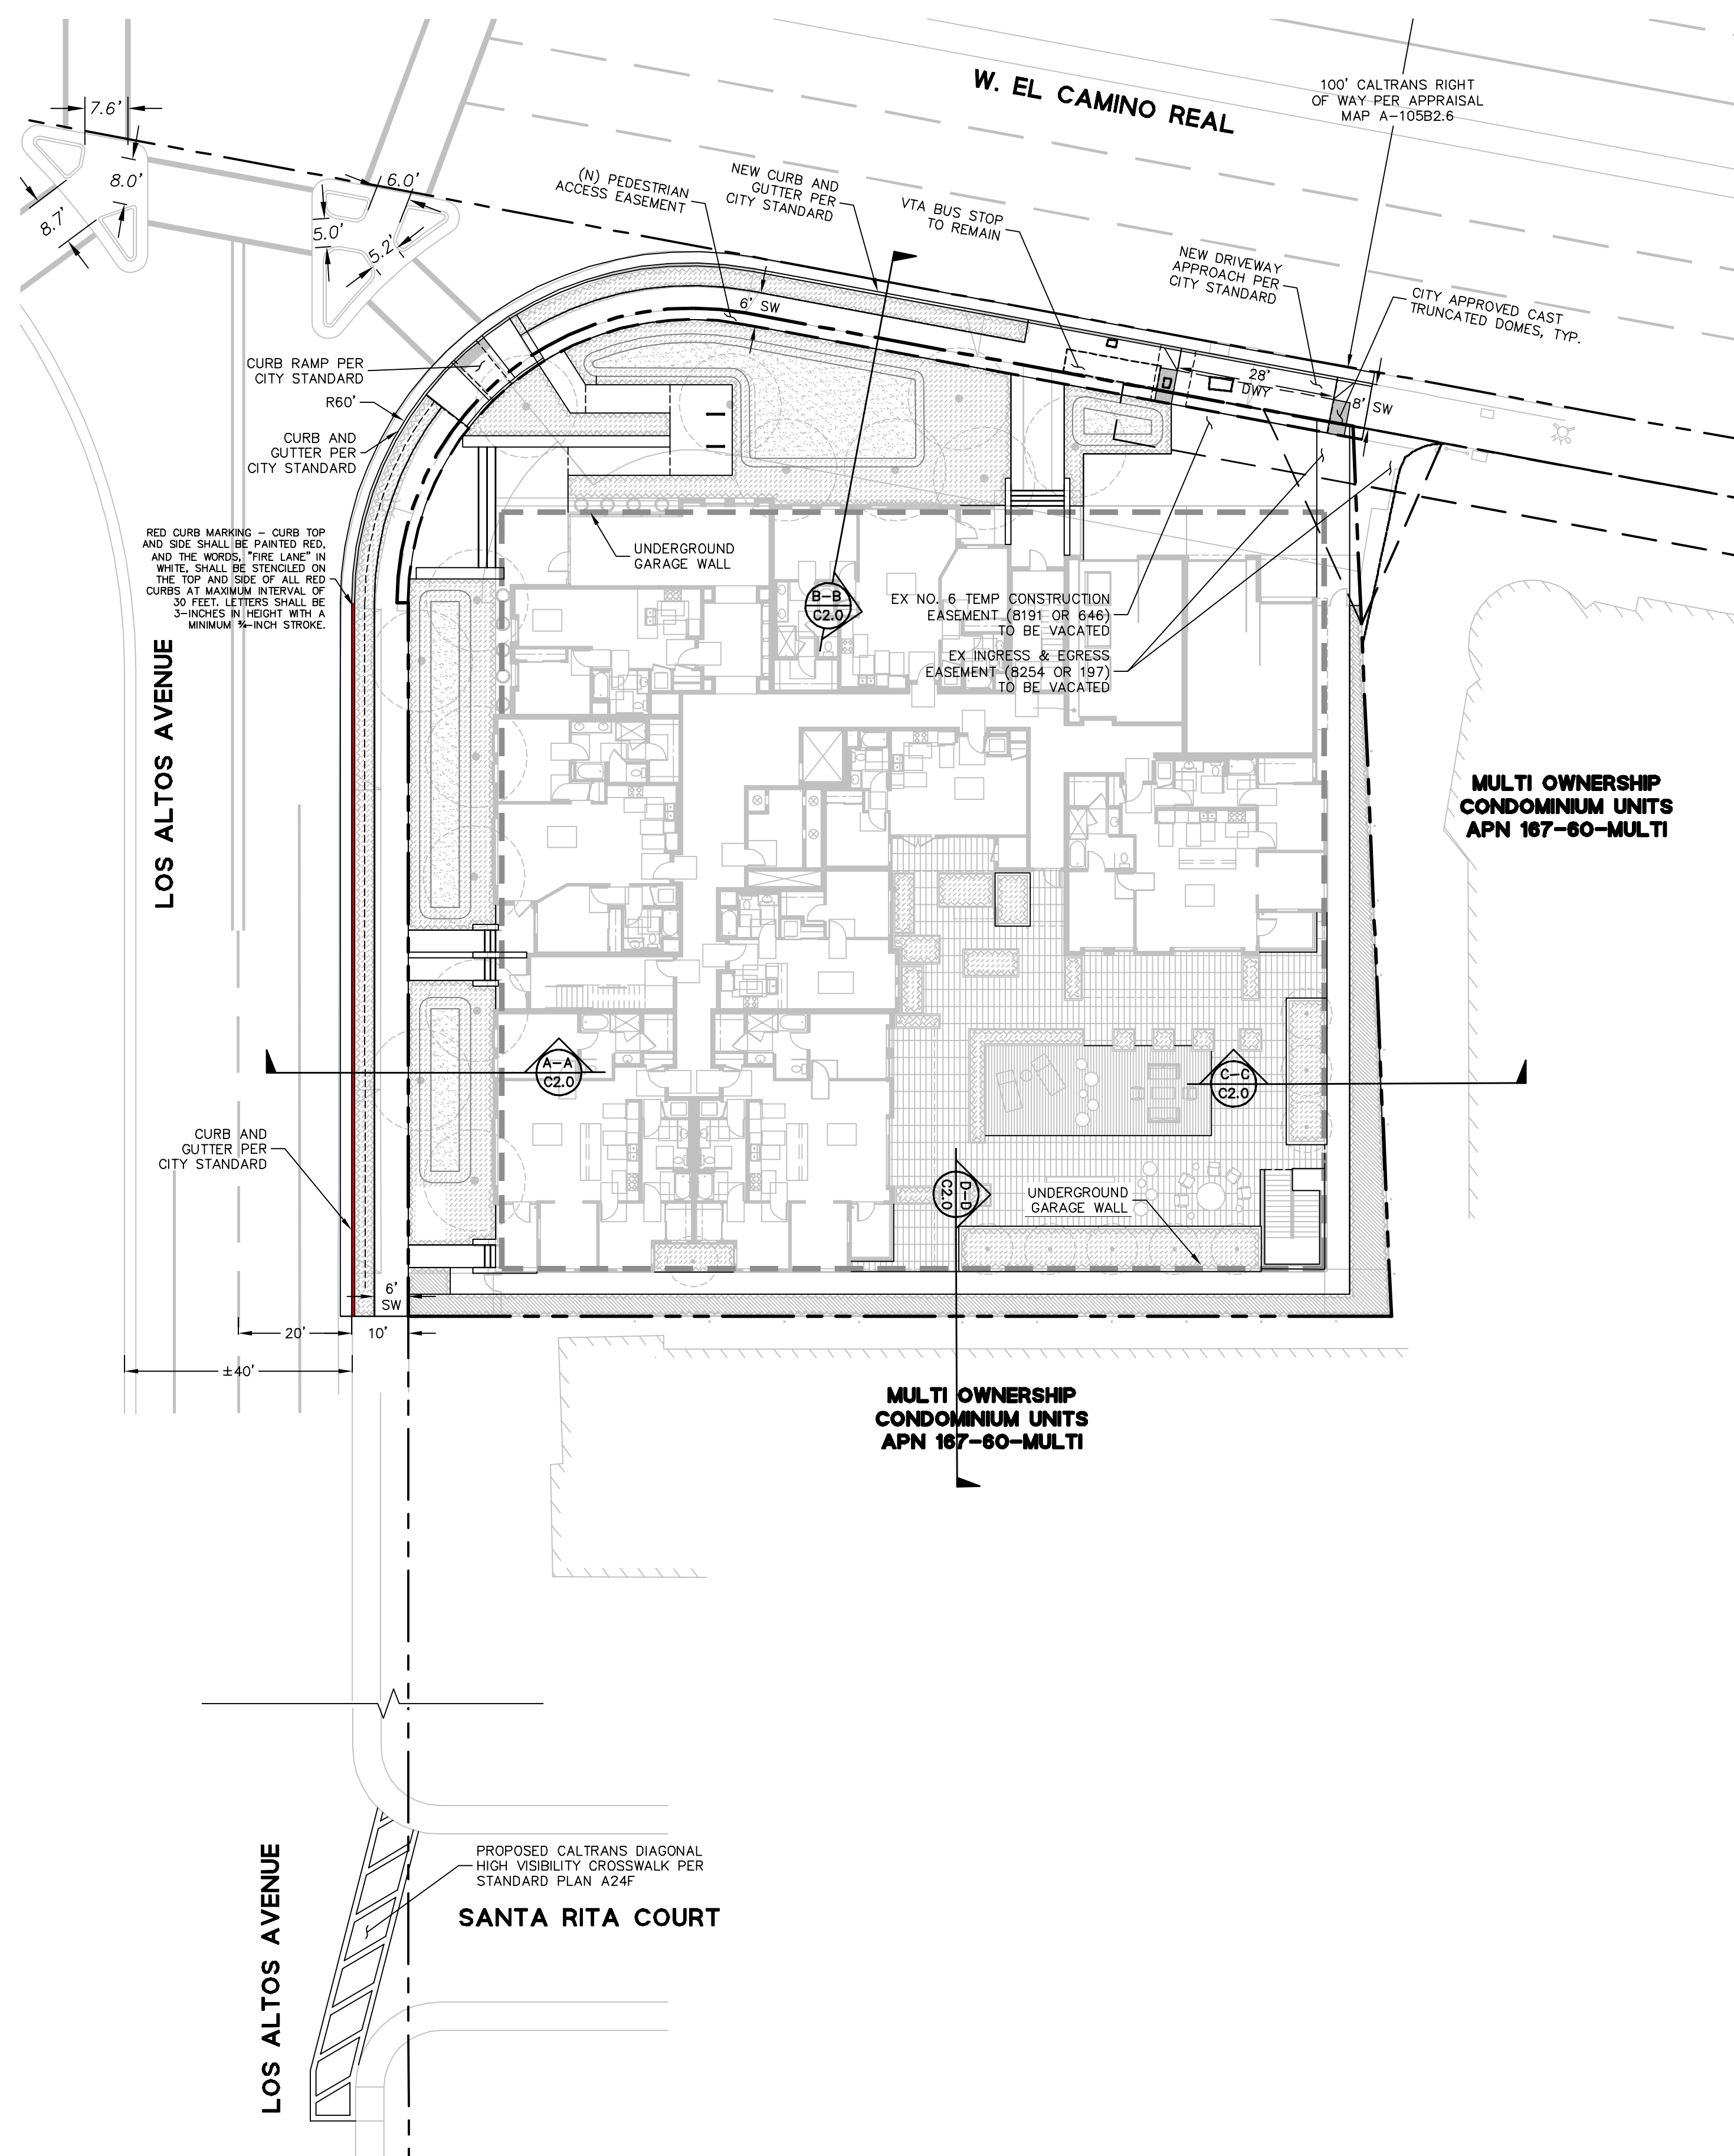 W. EL CAMINO REAL
100' CALTRANS RIGHT
OF WAY PER APPRAISAL
MAP A-105B2.6
7.6'
8.0'
8.7'
6.0'
5.0'
5.2'
(N) PEDESTRIAN
ACCESS EASEMENT
NEW CURB AND
GUTTER PER
CITY STANDARD
VTA BUS STOP
TO REMAIN
NEW DRIVEWAY
APPROACH PER
CITY STANDARD
CITY APPROVED CAST
TRUNCATED DOMES, TYP.
6' SW
28'
DWY
8' SW
CURB RAMP PER
CITY STANDARD
R60'
CURB AND
GUTTER PER
CITY STANDARD
RED CURB MARKING – CURB TOP
AND SIDE SHALL BE PAINTED RED,
AND THE WORDS, "FIRE LANE" IN
WHITE, SHALL BE STENCILED ON
THE TOP AND SIDE OF ALL RED
CURBS AT MAXIMUM INTERVAL OF
30 FEET. LETTERS SHALL BE
3-INCHES IN HEIGHT WITH A
MINIMUM ¾-INCH STROKE.
UNDERGROUND
GARAGE WALL
B-B
C2.0
EX NO. 6 TEMP CONSTRUCTION
EASEMENT (8191 OR 646)
TO BE VACATED
EX INGRESS & EGRESS
EASEMENT (8254 OR 197)
TO BE VACATED
LOS ALTOS AVENUE
MULTI OWNERSHIP
CONDOMINIUM UNITS
APN 167-60-MULTI
A-A
C2.0
C-C
C2.0
CURB AND
GUTTER PER
CITY STANDARD
D-D
C2.0
UNDERGROUND
GARAGE WALL
6'
SW
20'
10'
±40'
MULTI OWNERSHIP
CONDOMINIUM UNITS
APN 167-60-MULTI
PROPOSED CALTRANS DIAGONAL
HIGH VISIBILITY CROSSWALK PER
STANDARD PLAN A24F
SANTA RITA COURT
LOS ALTOS AVENUE